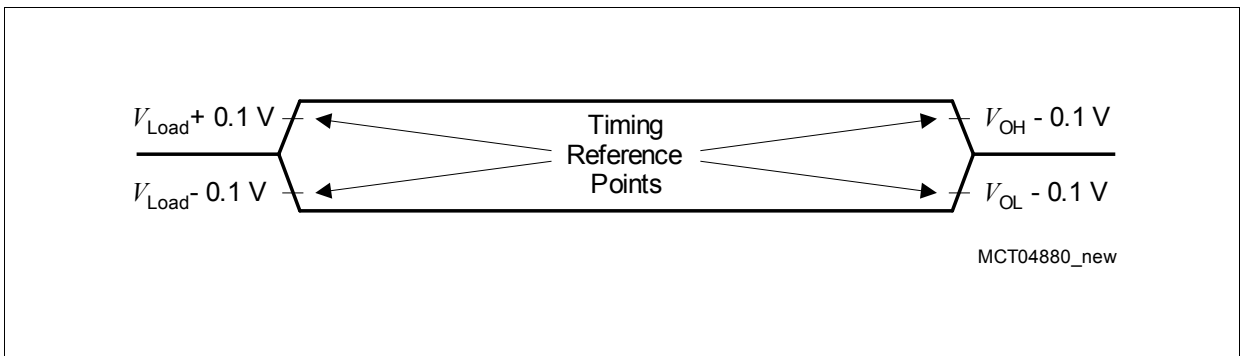 V_Load + 0.1 V
Timing
Reference
Points
V_OH - 0.1 V
V_Load - 0.1 V
V_OL - 0.1 V
MCT04880_new